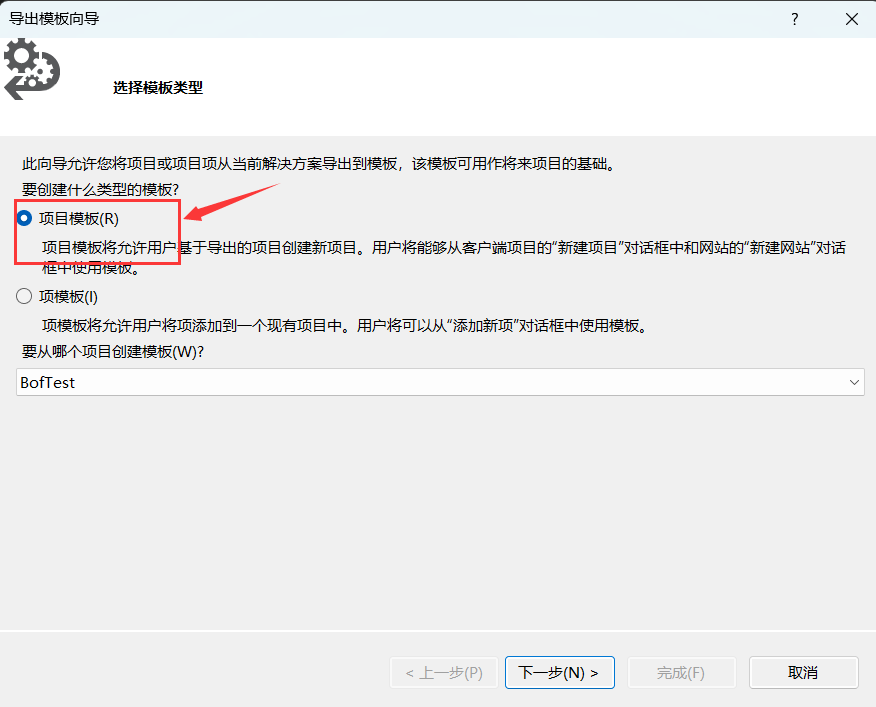 导出模板向导
?
选择模板类型
此向导允许您将项目或项目项从当前解决方案导出到模板，该模板可用作将来项目的基础。
要创建什么类型的模板?
项目模板(R)
项目模板将允许用户基于导出的项目创建新项目。用户将能够从客户端项目的“新建项目”对话框中和网站的“新建网站”对话
框中使用模板。
项模板(I)
项模板将允许用户将项添加到一个现有项目中。用户将可以从“添加新项”对话框中使用模板。
要从哪个项目创建模板(W)?
BofTest
< 上一步(P) 下一步(N) > 完成(F) 取消